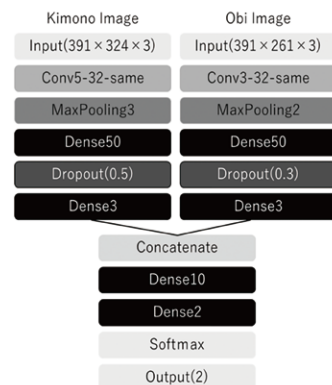 Kimono Image
Obi Image
Input(391×324×3)
Input(391×261×3)
Conv5-32-same
Conv3-32-same
MaxPooling3
MaxPooling2
Dense50
Dense50
Dropout(0.5)
Dropout(0.3)
Dense3
Dense3
Concatenate
Dense10
Dense2
Softmax
Output(2)